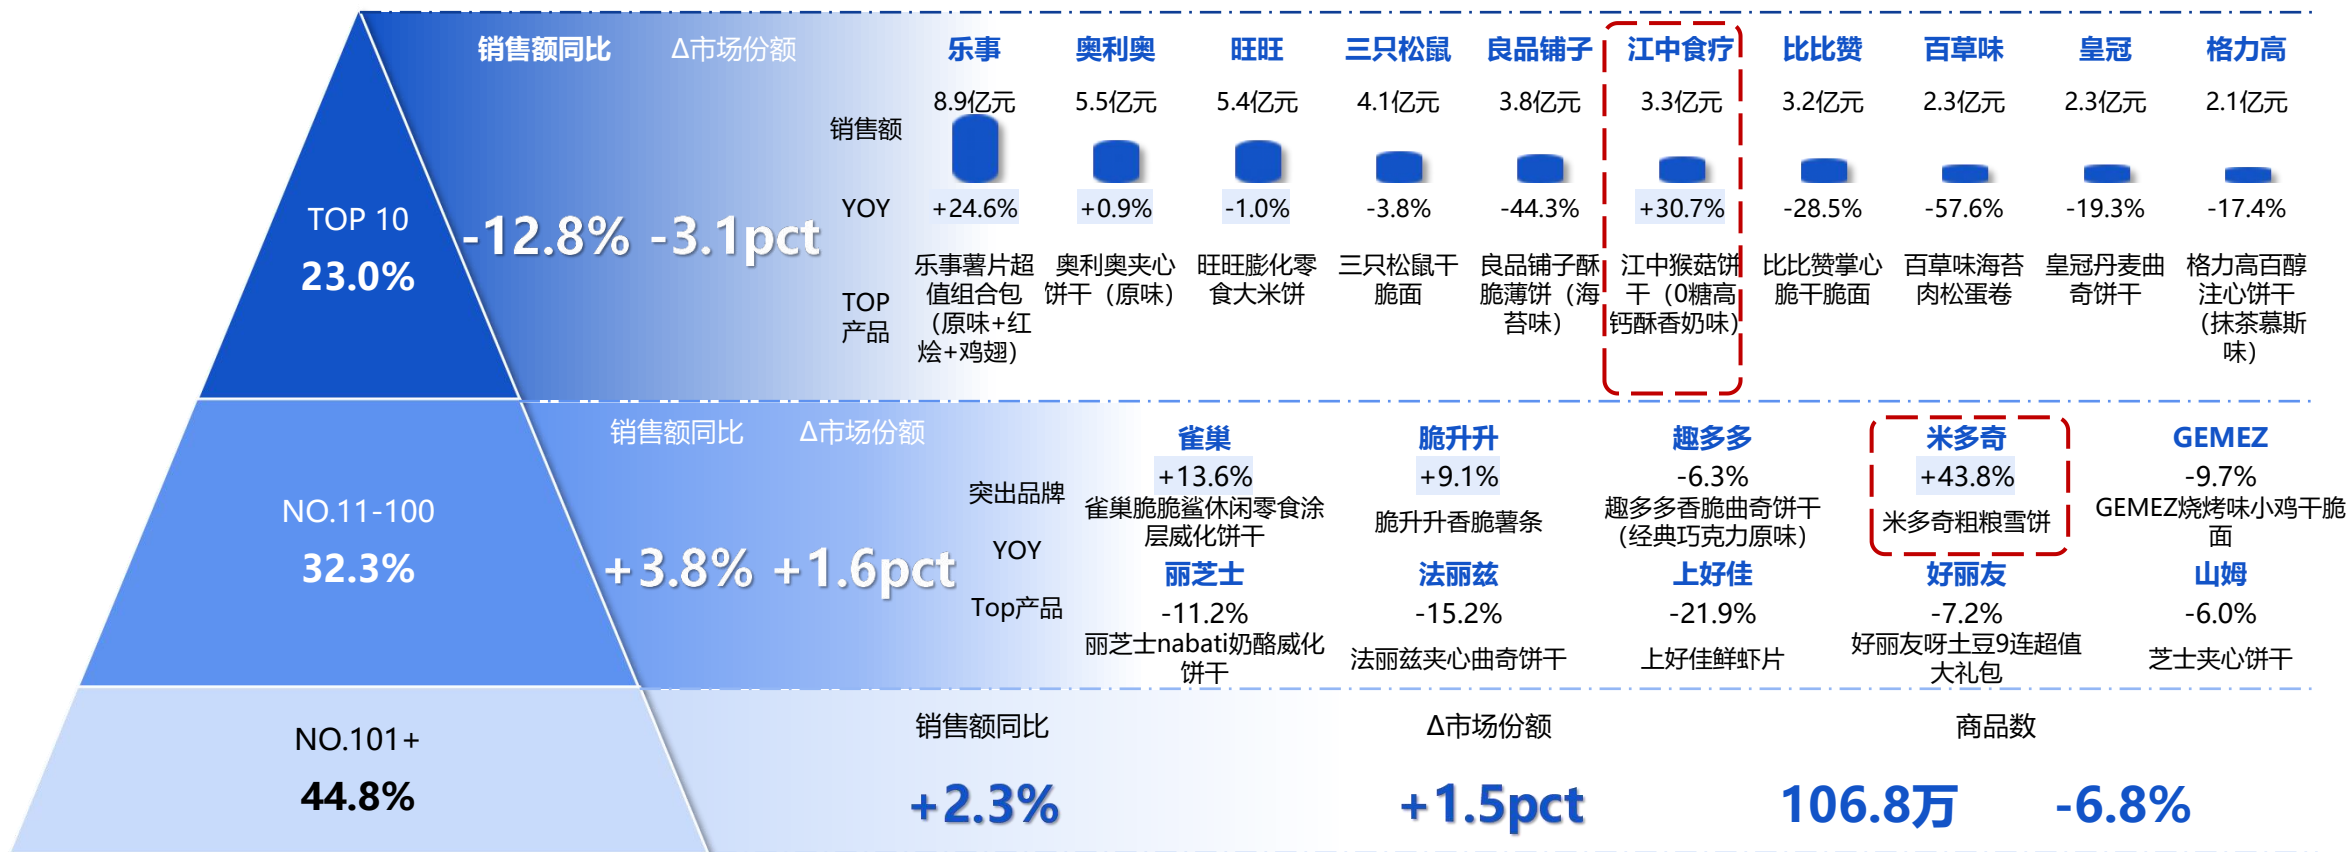 销售额同比 Δ市场份额 乐事 奥利奥 旺旺 三只松鼠 良品铺子 江中食疗 比比赞 百草味 皇冠 格力高
8.9亿元 5.5亿元 5.4亿元 4.1亿元 3.8亿元 3.3亿元 3.2亿元 2.3亿元 2.3亿元 2.1亿元
销售额
YOY +24.6% +0.9% -1.0% -3.8% -44.3% +30.7% -28.5% -57.6% -19.3% -17.4%
TOP 10
23.0%
-12.8% -3.1pct
TOP
产品
乐事薯片超
值组合包
（原味+红
烩+鸡翅）
奥利奥夹心
饼干（原味）
旺旺膨化零
食大米饼
三只松鼠干
脆面
良品铺子酥
脆薄饼（海
苔味）
江中猴菇饼
干（0糖高
钙酥香奶味）
比比赞掌心
脆干脆面
百草味海苔
肉松蛋卷
皇冠丹麦曲
奇饼干
格力高百醇
注心饼干
（抹茶慕斯
味）
销售额同比 Δ市场份额
NO.11-100
32.3%
+3.8% +1.6pct
突出品牌
YOY
Top产品
雀巢
+13.6%
雀巢脆脆鲨休闲零食涂
层威化饼干
脆升升
+9.1%
脆升升香脆薯条
趣多多
-6.3%
趣多多香脆曲奇饼干
（经典巧克力原味）
米多奇
+43.8%
米多奇粗粮雪饼
GEMEZ
-9.7%
GEMEZ烧烤味小鸡干脆
面
丽芝士
-11.2%
丽芝士nabati奶酪威化
饼干
法丽兹
-15.2%
法丽兹夹心曲奇饼干
上好佳
-21.9%
上好佳鲜虾片
好丽友
-7.2%
好丽友呀土豆9连超值
大礼包
山姆
-6.0%
芝士夹心饼干
NO.101+
44.8%
销售额同比 Δ市场份额 商品数
+2.3% +1.5pct 106.8万 -6.8%